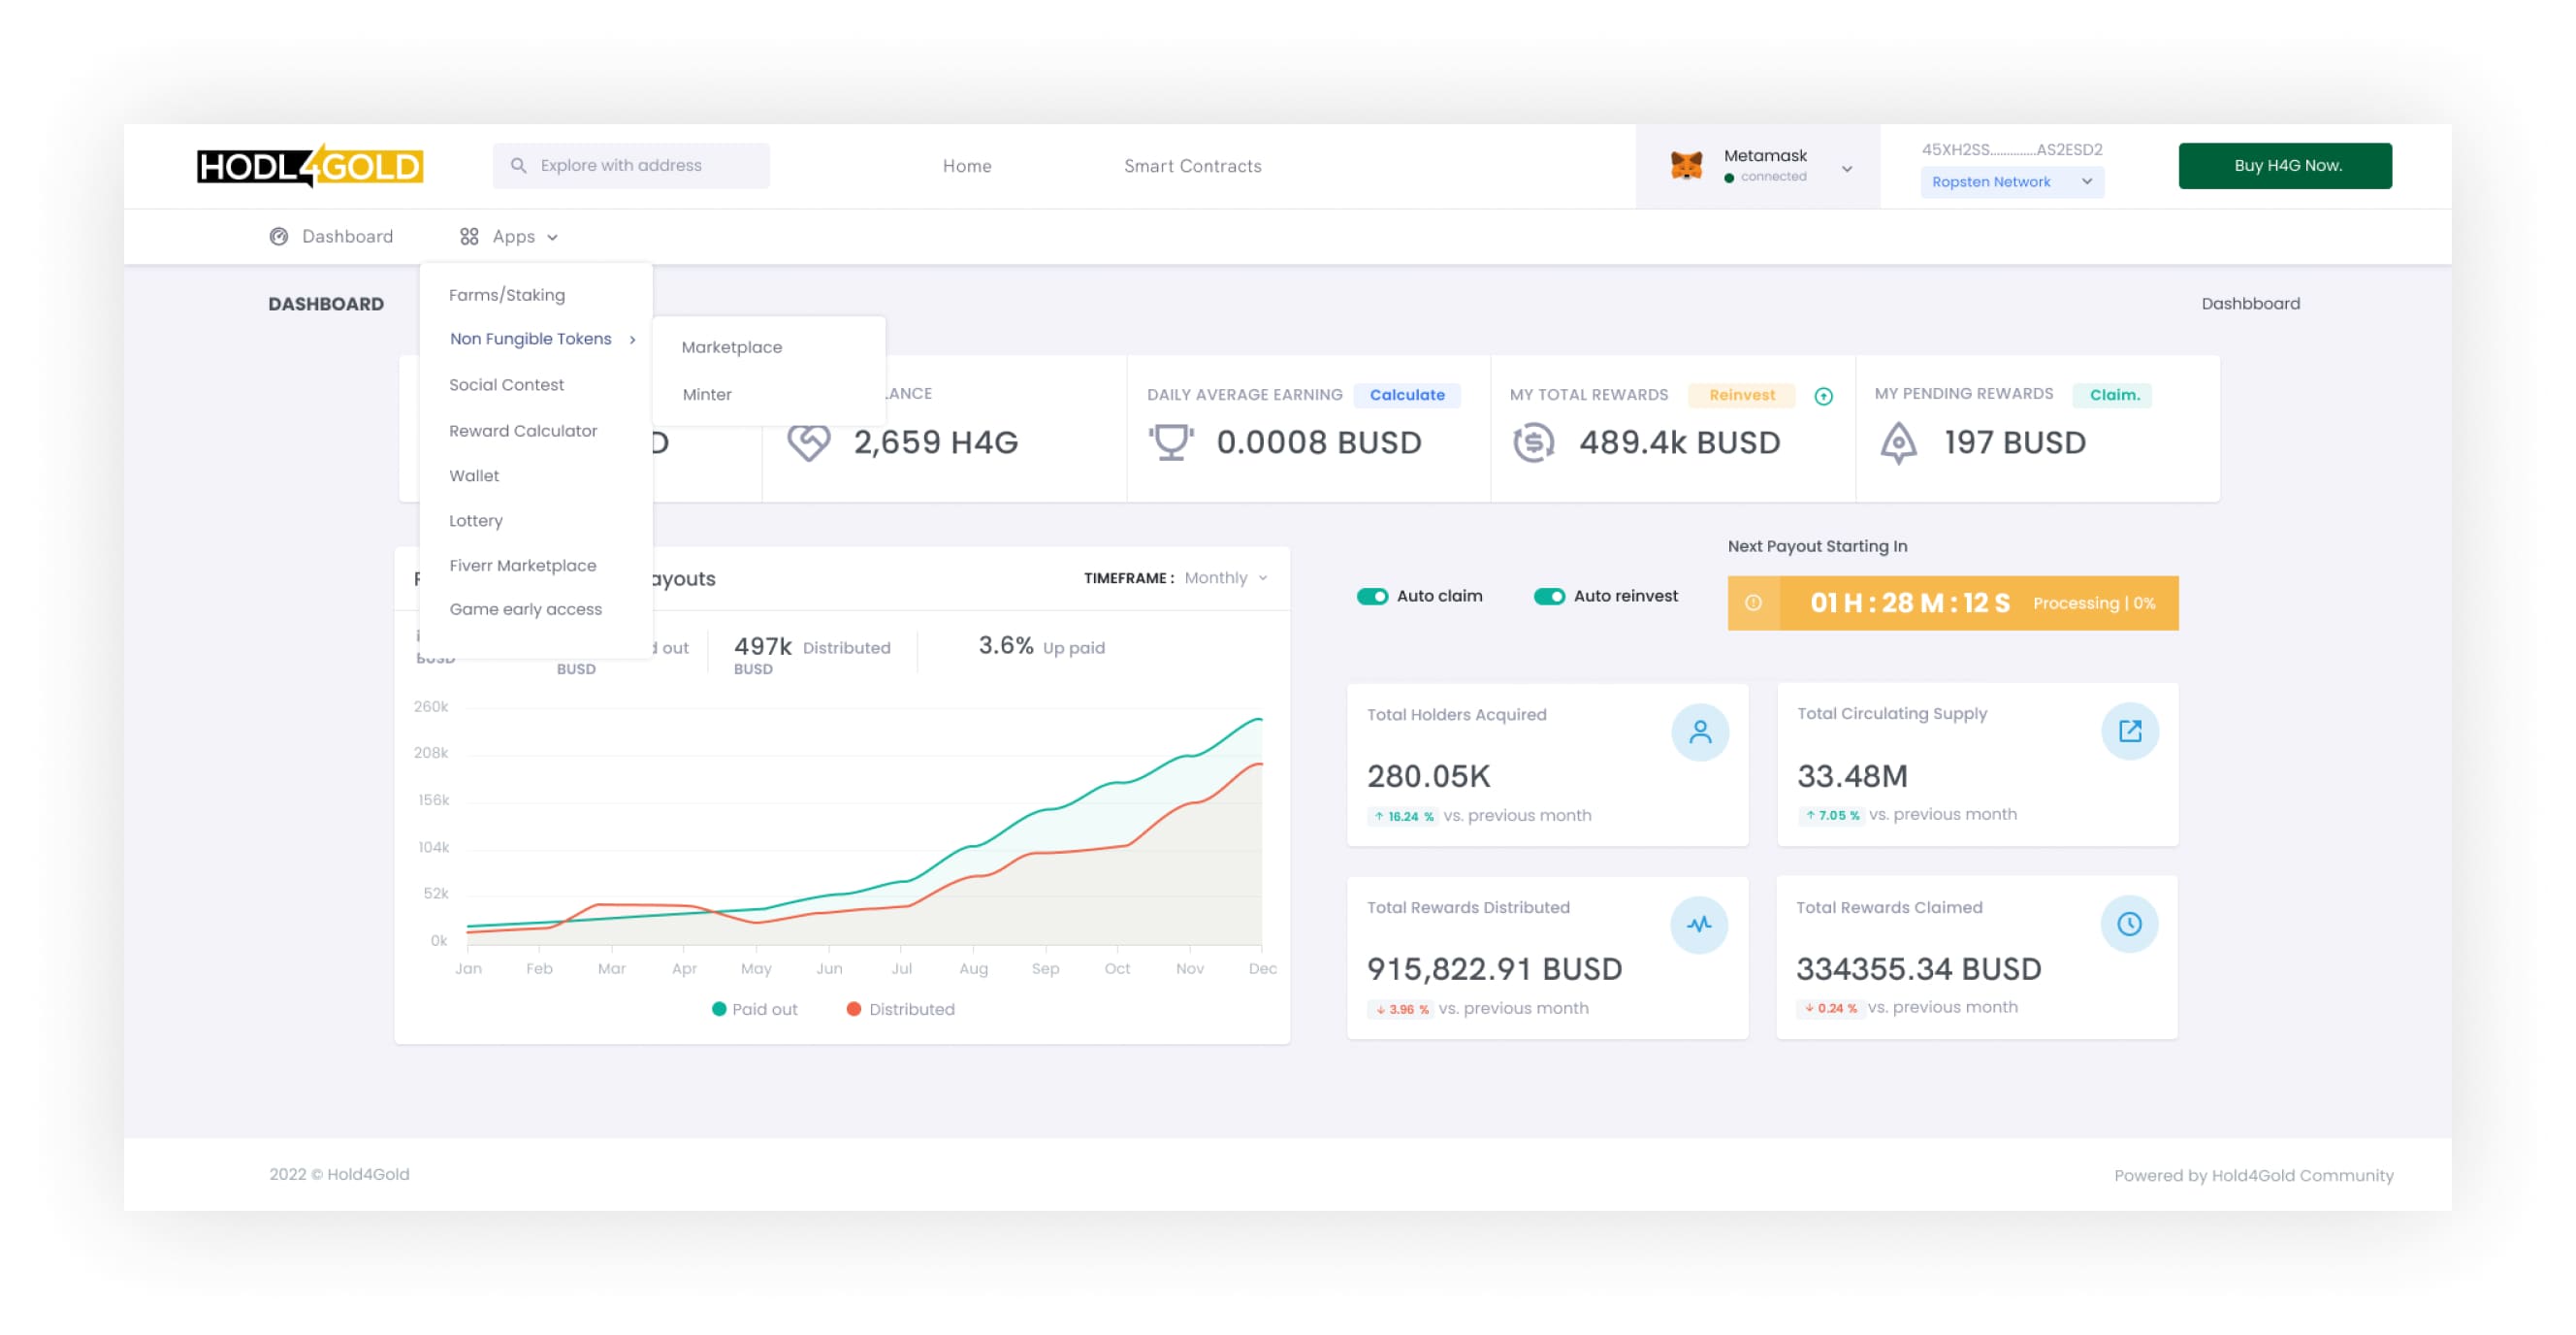 HODL4GOLD
Explore with address
Home
Smart Contracts
Metamask
connected
45XH2SS.............AS2ESD2
Ropsten Network
Buy H4G Now.
Dashboard
Apps
Farms/Staking
Non Fungible Tokens
Social Contest
Reward Calculator
Wallet
Lottery
Fiverr Marketplace
Game early access
Marketplace
Minter
DASHBOARD
Dashbboard
2,659 H4G
DAILY AVERAGE EARNING
Calculate
0.0008 BUSD
MY TOTAL REWARDS
Reinvest
489.4k BUSD
MY PENDING REWARDS
Claim.
197 BUSD
TIMEFRAME :
Monthly
out
BUSD
BUSD
497k Distributed
BUSD
3.6% Up paid
260k
208k
156k
104k
52k
0k
Jan Feb Mar Apr May Jun Jul Aug Sep Oct Nov Dec
Paid out
Distributed
Auto claim
Auto reinvest
Next Payout Starting In
01 H : 28 M : 12 S
Processing | 0%
Total Holders Acquired
280.05K
↑ 16.24 % vs. previous month
Total Circulating Supply
33.48M
↑ 7.05 % vs. previous month
Total Rewards Distributed
915,822.91 BUSD
↓ 3.96 % vs. previous month
Total Rewards Claimed
334355.34 BUSD
↓ 0.24 % vs. previous month
2022 © Hold4Gold
Powered by Hold4Gold Community